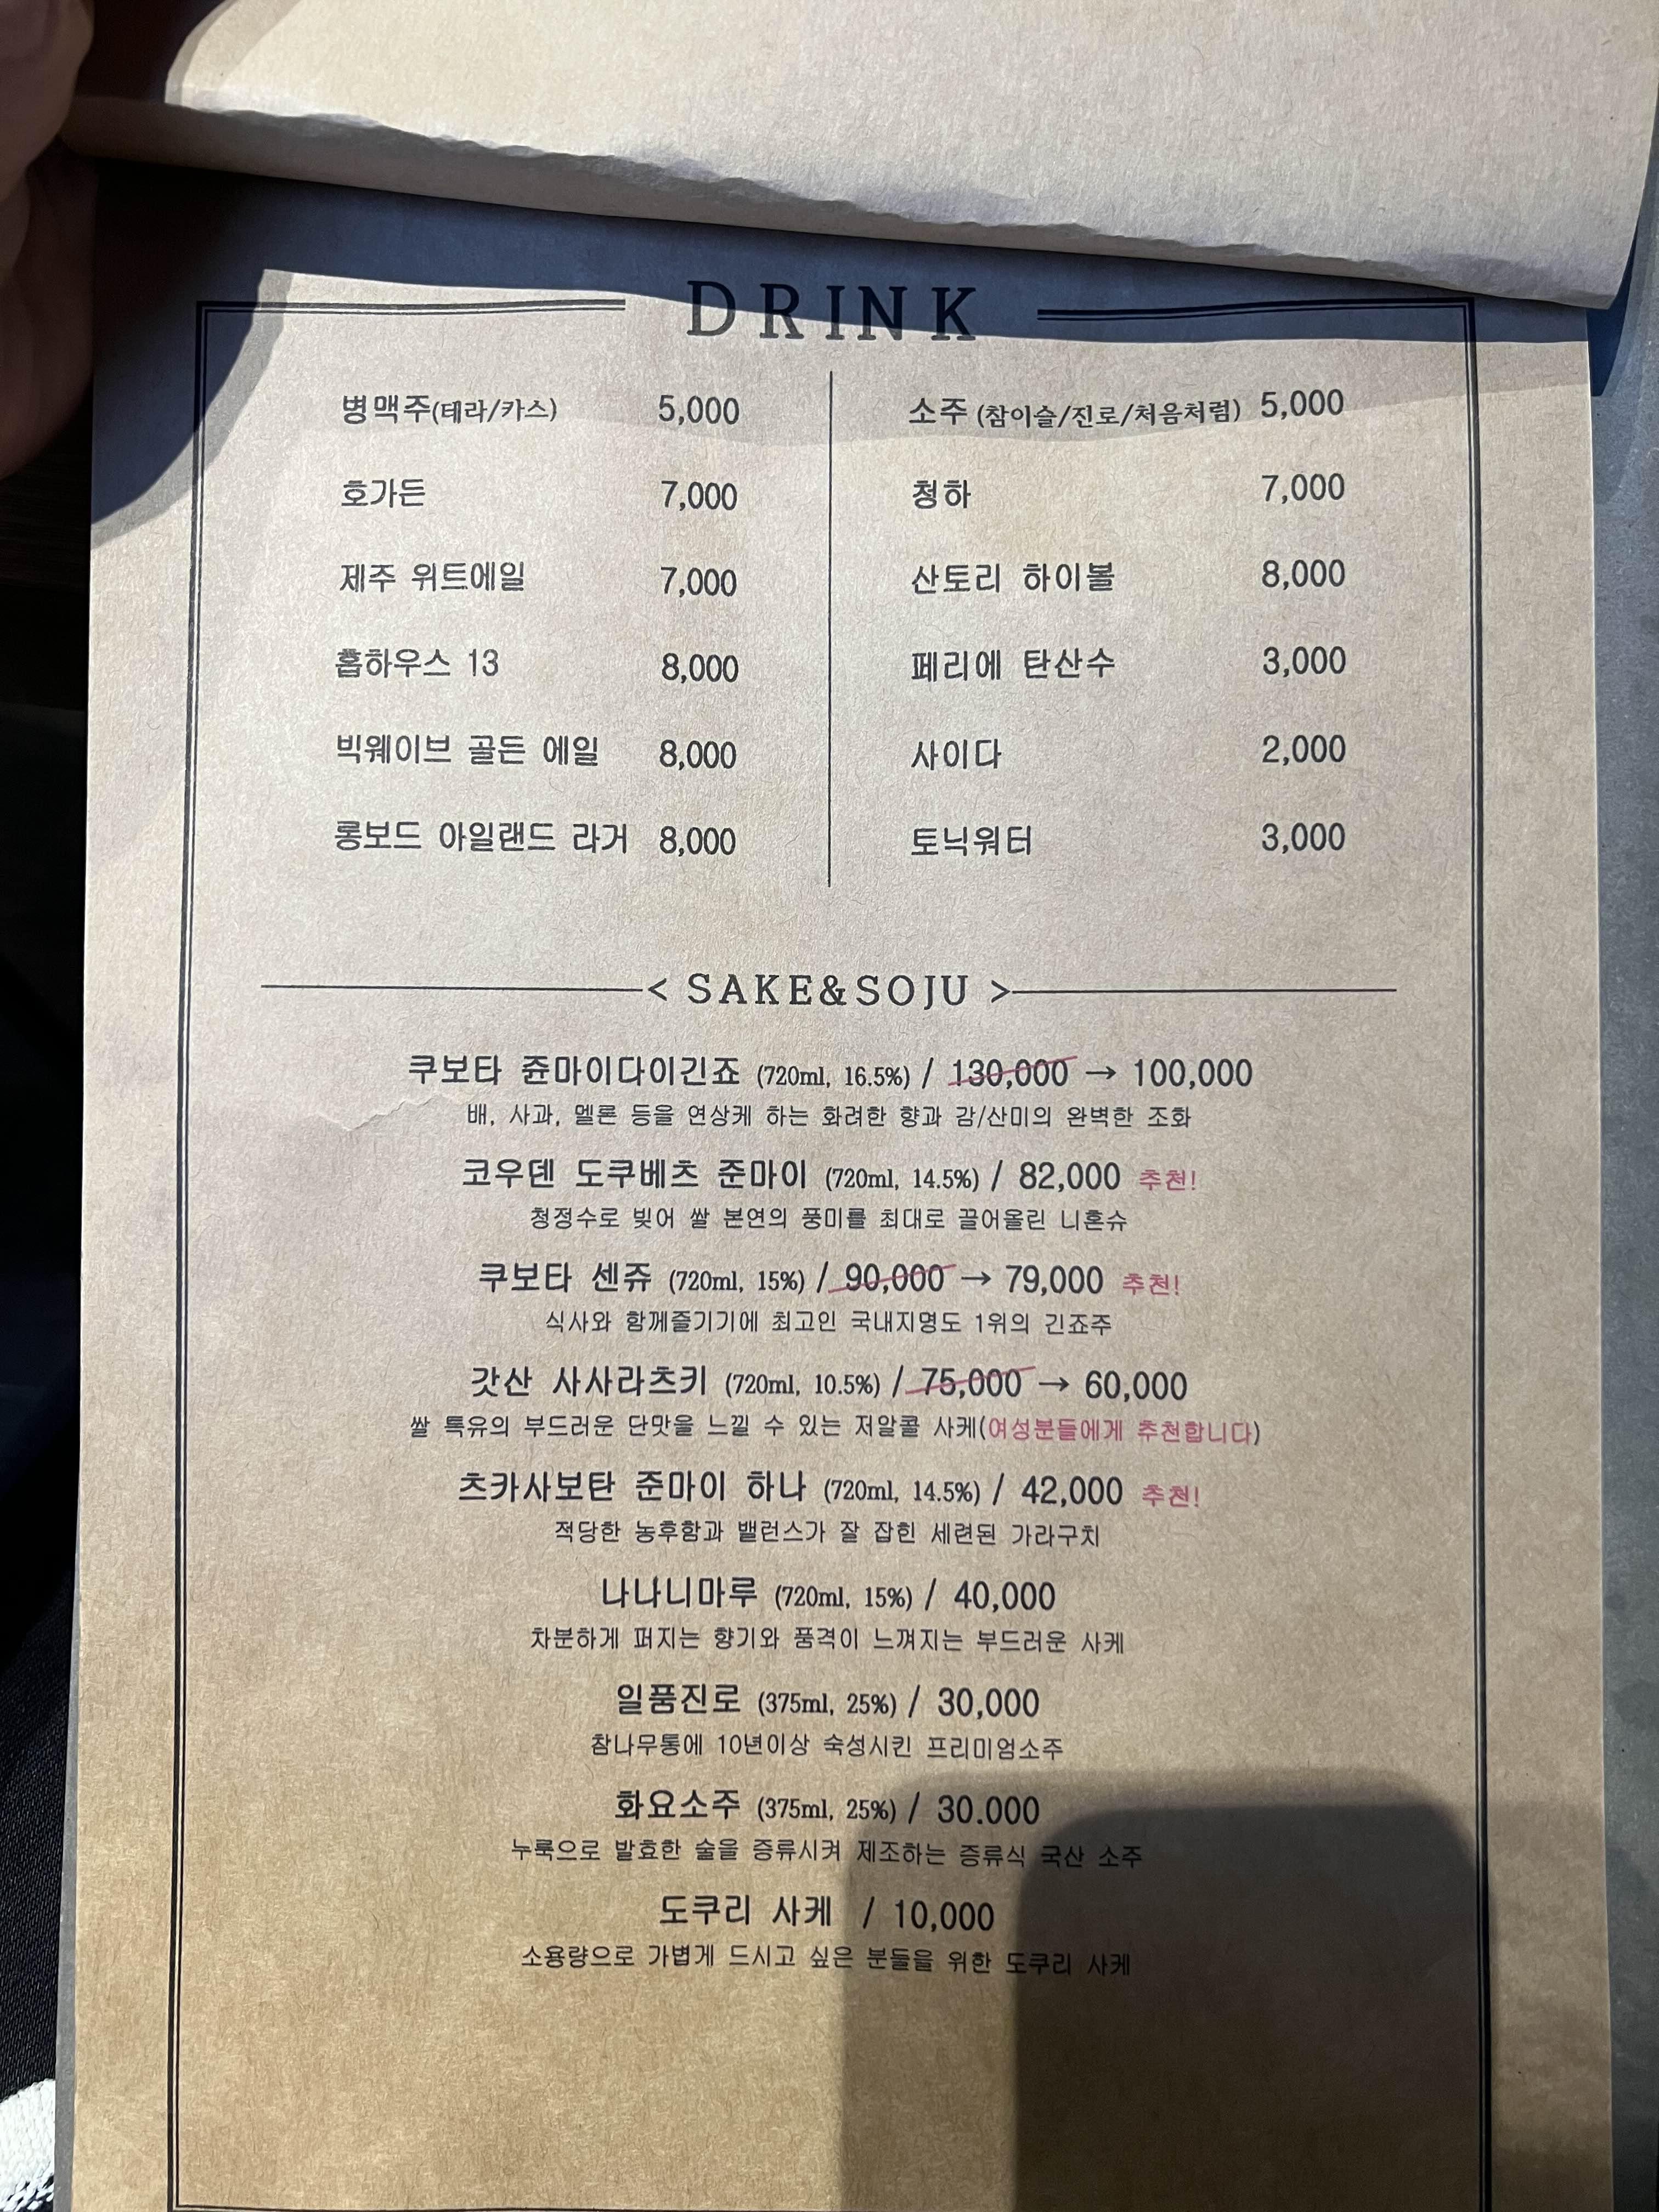 DRINK
병맥주(테라/카스) 5,000
호가든 7,000
제주 위트에일 7,000
홉하우스 13 8,000
빅웨이브 골든 에일 8,000
롱보드 아일랜드 라거 8,000
소주 (참이슬/진로/처음처럼) 5,000
청하 7,000
산토리 하이볼 8,000
페리에 탄산수 3,000
사이다 2,000
토닉워터 3,000
< SAKE&SOJU >
쿠보타 쥰마이다이긴죠 (720ml, 16.5%) / 130,000 → 100,000
배, 사과, 멜론 등을 연상케 하는 화려한 향과 감/산미의 완벽한 조화
코우덴 도쿠베츠 준마이 (720ml, 14.5%) / 82,000 추천!
청정수로 빚어 쌀 본연의 풍미를 최대로 끌어올린 니혼슈
쿠보타 센쥬 (720ml, 15%) / 90,000 → 79,000 추천!
식사와 함께즐기기에 최고인 국내지명도 1위의 긴죠주
갓산 사사라츠키 (720ml, 10.5%) / 75,000 → 60,000
쌀 특유의 부드러운 단맛을 느낄 수 있는 저알콜 사케(여성분들에게 추천합니다)
츠카사보탄 준마이 하나 (720ml, 14.5%) / 42,000 추천!
적당한 농후함과 밸런스가 잘 잡힌 세련된 가라구치
나나니마루 (720ml, 15%) / 40,000
차분하게 퍼지는 향기와 품격이 느껴지는 부드러운 사케
일품진로 (375ml, 25%) / 30,000
참나무통에 10년이상 숙성시킨 프리미엄소주
화요소주 (375ml, 25%) / 30.000
누룩으로 발효한 술을 증류시켜 제조하는 증류식 국산 소주
도쿠리 사케 / 10,000
소용량으로 가볍게 드시고 싶은 분들을 위한 도쿠리 사케